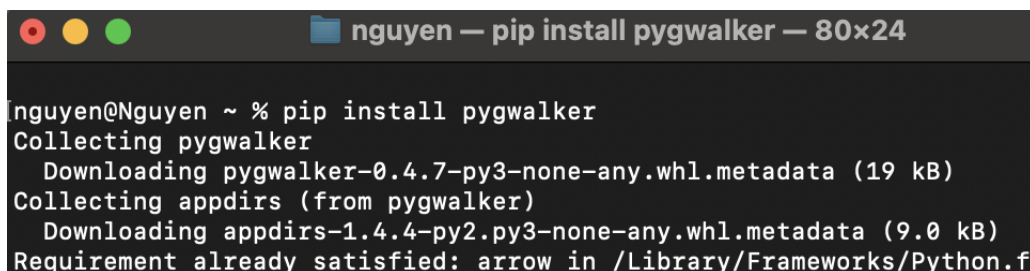 nguyen — pip install pygwalker — 80×24
[nguyen@Nguyen ~ % pip install pygwalker
Collecting pygwalker
  Downloading pygwalker-0.4.7-py3-none-any.whl.metadata (19 kB)
Collecting appdirs (from pygwalker)
  Downloading appdirs-1.4.4-py2.py3-none-any.whl.metadata (9.0 kB)
Requirement already satisfied: arrow in /Library/Frameworks/Python.f